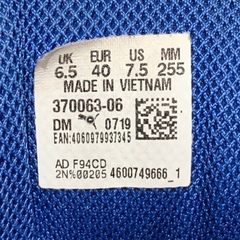 UK EUR US MM
6.5 40 7.5 255
MADE IN VIETNAM
370063-06
DM 0719
EAN:4060979937345
AD F94CD
2N%00205 4600749666_1